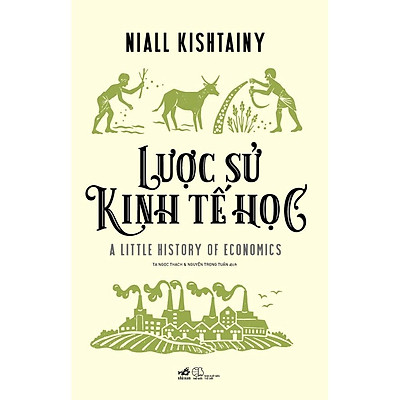 NIALL KISHTAINY
LƯỢC SỬ
KINH TẾ HỌC
A LITTLE HISTORY OF ECONOMICS
TẠ NGỌC THẠCH & NGUYỄN TRỌNG TUẤN dịch